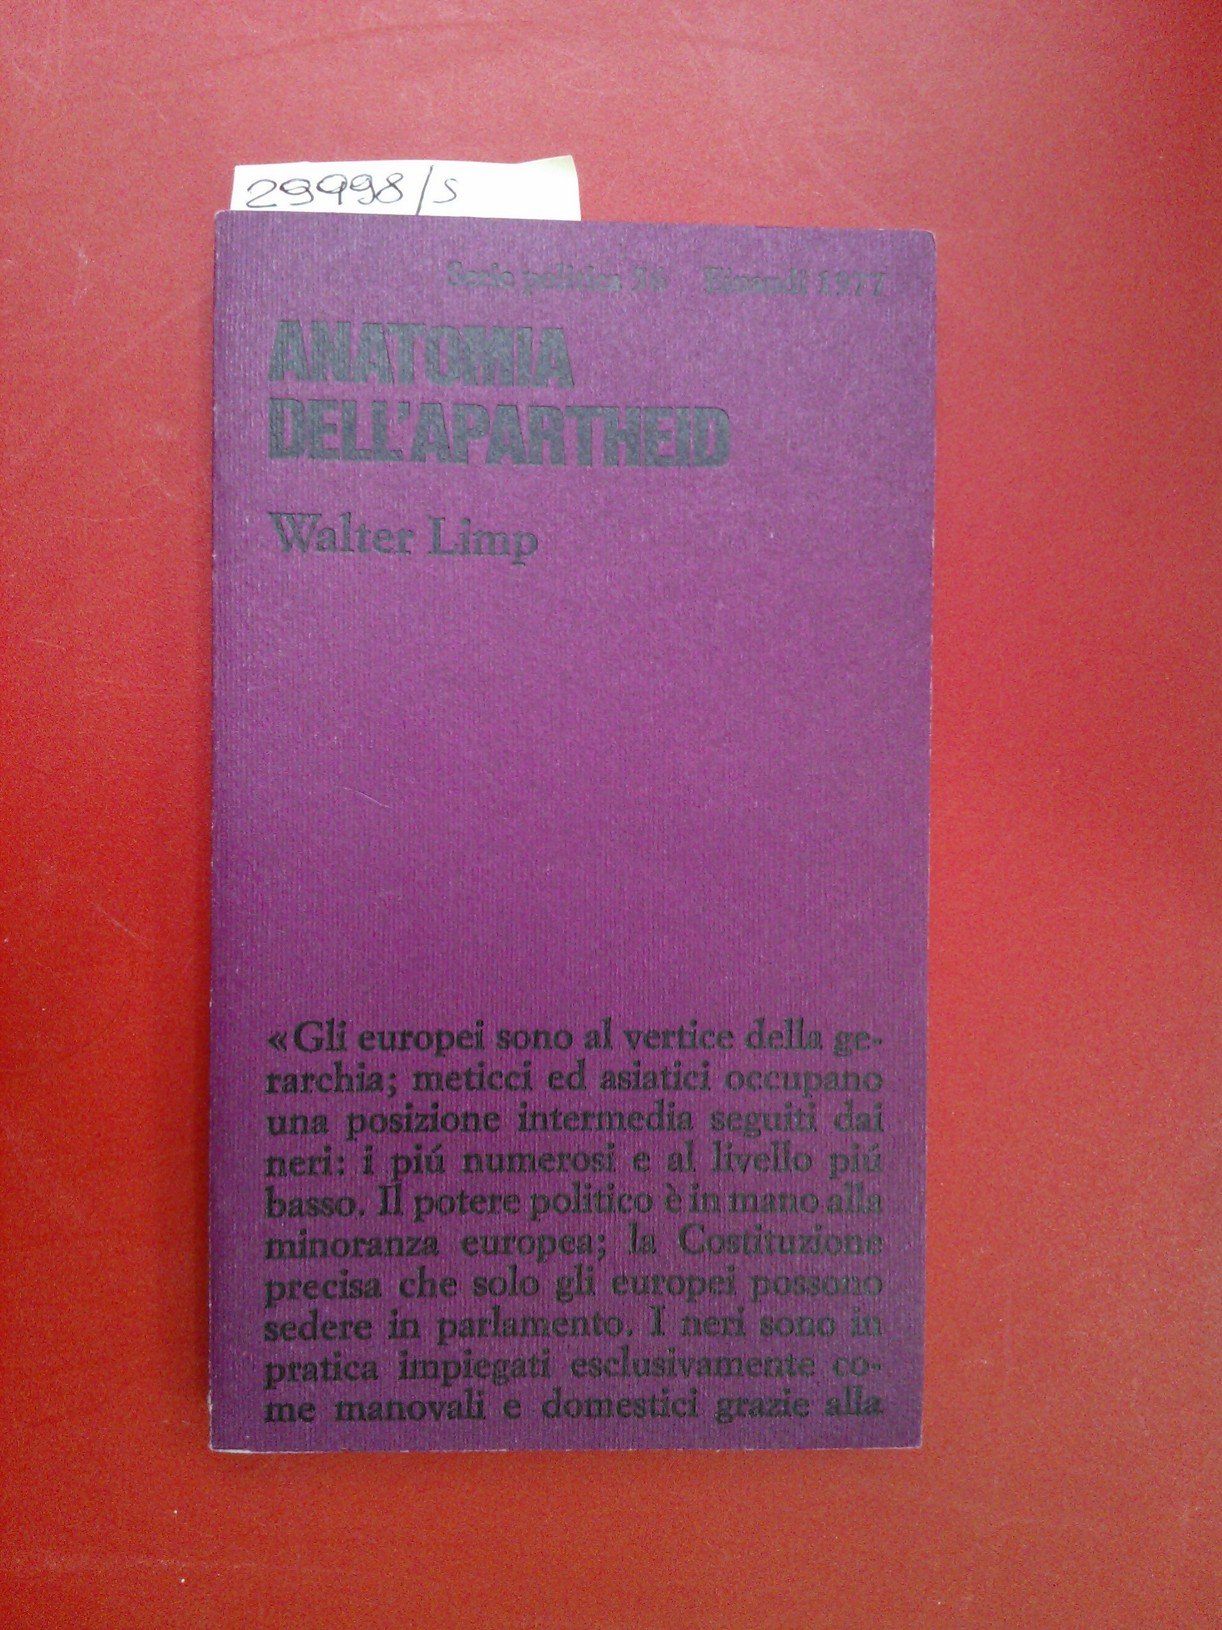 29998/s
Serie politica Einaudi 1977
ANATOMIA
DELL'APARTHEID
Walter Limp
«Gli europei sono al vertice della ge-
rarchia; meticci ed asiatici occupano
una posizione intermedia seguiti dai
neri: i piú numerosi e al livello piú
basso. Il potere politico è in mano alla
minoranza europea; la Costituzione
precisa che solo gli europei possono
sedere in parlamento. I neri sono in
pratica impiegati esclusivamente co-
me manovali e domestici grazie alla